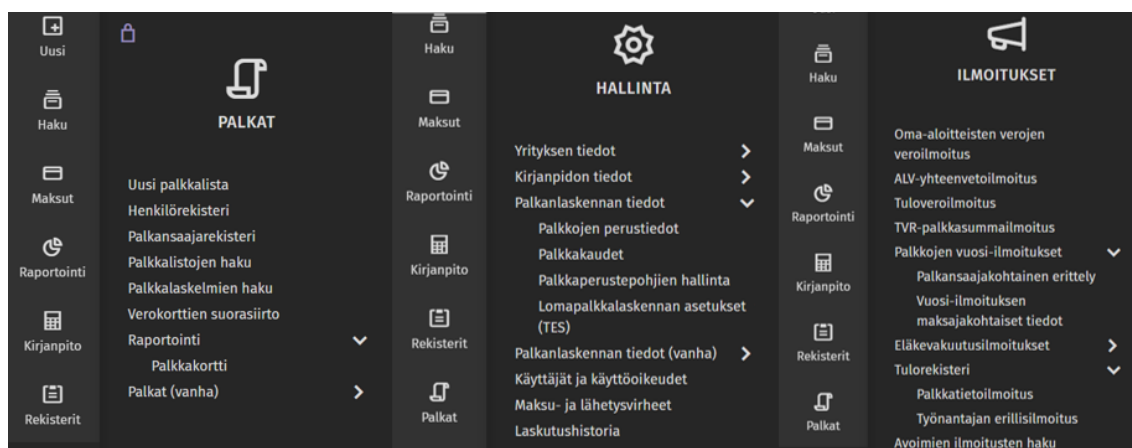 Uusi
Haku
Maksut
Raportointi
Kirjanpito
Rekisterit
PALKAT
Uusi palkkalista
Henkilörekisteri
Palkansaajarekisteri
Palkkalistojen haku
Palkkalaskelmien haku
Verokorttien suorasiirto
Raportointi
Palkkakortti
Palkat (vanha)
Haku
Maksut
Raportointi
Kirjanpito
Rekisterit
Palkat
HALLINTA
Yrityksen tiedot
Kirjanpidon tiedot
Palkanlaskennan tiedot
Palkkojen perustiedot
Palkkakaudet
Palkkaperustepohjien hallinta
Lomapalkkalaskennan asetukset
(TES)
Palkanlaskennan tiedot (vanha)
Käyttäjät ja käyttöoikeudet
Maksu- ja lähetysvirheet
Laskutushistoria
Haku
Maksut
Raportointi
Kirjanpito
Rekisterit
Palkat
ILMOITUKSET
Oma-aloitteisten verojen
veroilmoitus
ALV-yhteenvetoilmoitus
Tuloveroilmoitus
TVR-palkkasummailmoitus
Palkkojen vuosi-ilmoitukset
Palkansaajakohtainen erittely
Vuosi-ilmoituksen
maksajakohtaiset tiedot
Eläkevakuutusilmoitukset
Tulorekisteri
Palkkatietoilmoitus
Työnantajan erillisilmoitus
Avoimien ilmoitusten haku